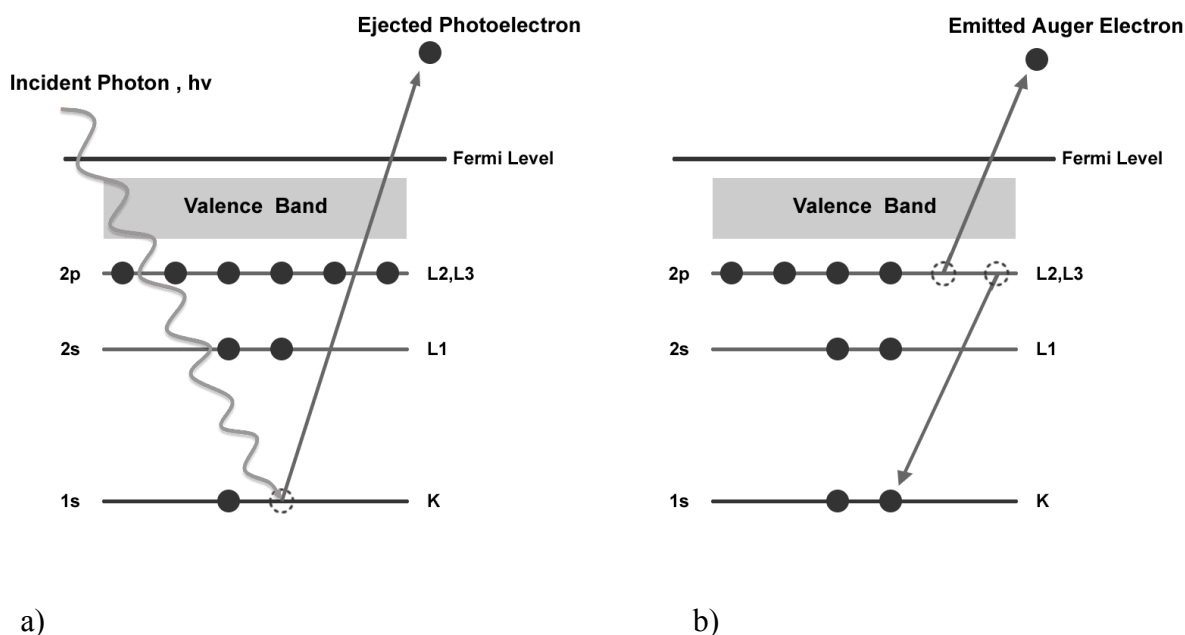 Ejected Photoelectron
Incident Photon , hv
Fermi Level
Valence Band
2p
L2,L3
2s
L1
1s
K
a)
Emitted Auger Electron
Fermi Level
Valence Band
2p
L2,L3
2s
L1
1s
K
b)